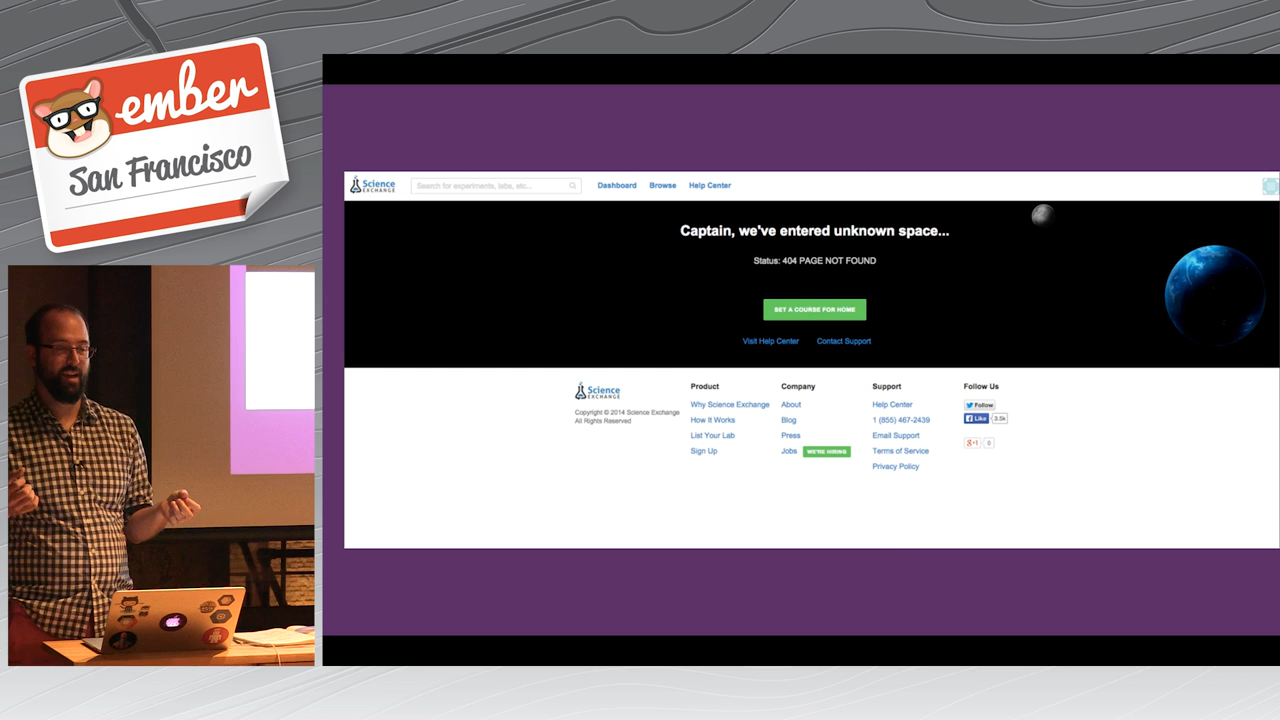 ember
San Francisco
Science
EXCHANGE
Search for experiments, labs, etc...
Dashboard
Browse
Help Center
Captain, we've entered unknown space...
Status: 404 PAGE NOT FOUND
SET A COURSE FOR HOME
Visit Help Center
Contact Support
Science
EXCHANGE
Copyright © 2014 Science Exchange
All Rights Reserved
Product
Why Science Exchange
How It Works
List Your Lab
Sign Up
Company
About
Blog
Press
Jobs WE'RE HIRING
Support
Help Center
1 (855) 467-2439
Email Support
Terms of Service
Privacy Policy
Follow Us
Follow
Like 3.5k
g+1 0